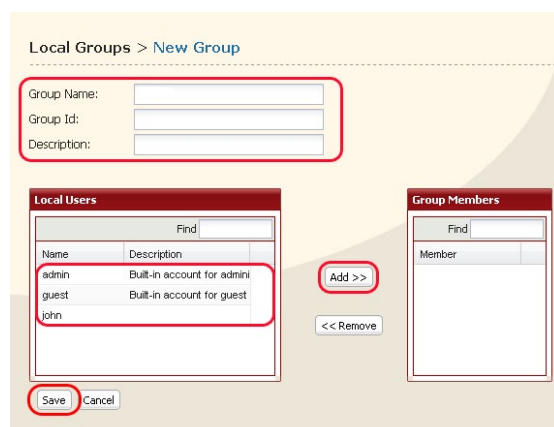 Local Groups > New Group
Group Name:
Group Id:
Description:
Local Users
Find
Name Description
admin Built-in account for admini
guest Built-in account for guest
john
Add >>
<< Remove
Group Members
Find
Member
Save Cancel